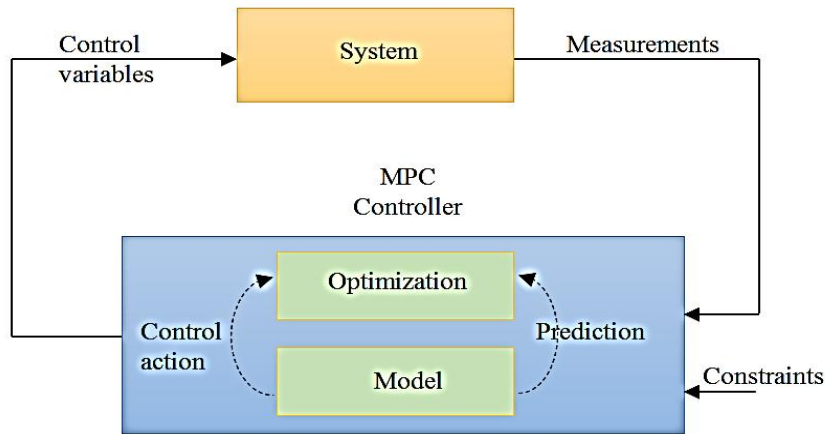 Control
variables
System
Measurements
MPC
Controller
Optimization
Control
action
Prediction
Model
Constraints